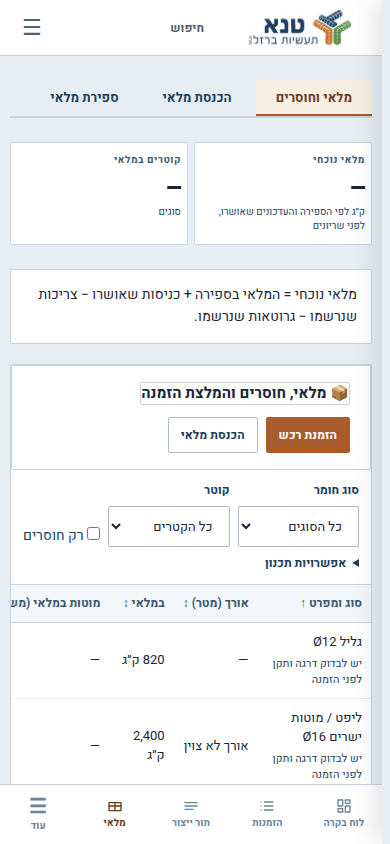 טנא
תעשיות ברזל
חיפוש
מלאי וחוסרים
הכנסת מלאי
ספירת מלאי
מלאי נוכחי
—
ק״ג לפי הספירה והעדכונים שאושרו,
לפני שריונים
קוטרים במלאי
—
סוגים
מלאי נוכחי = המלאי בספירה + כניסות שאושרו − צריכות
שנרשמו − גרוטאות שנרשמו.
📦 מלאי, חוסרים והמלצת הזמנה
הזמנת רכש
הכנסת מלאי
סוג חומר
קוטר
כל הסוגים
כל הקטרים
רק חוסרים
◀ אפשרויות תכנון
סוג ומפרט ↑
אורך (מטר) ↕
במלאי ↕
מוטות במלאי (מש
גליל Ø12
יש לבדוק דרגה ותקן
לפני הזמנה
—
820 ק״ג
—
ליפט / מוטות
ישרים Ø16
יש לבדוק דרגה ותקן
לפני הזמנה
אורך לא צוין
2,400
ק״ג
—
לוח בקרה
הזמנות
תור ייצור
מלאי
עוד